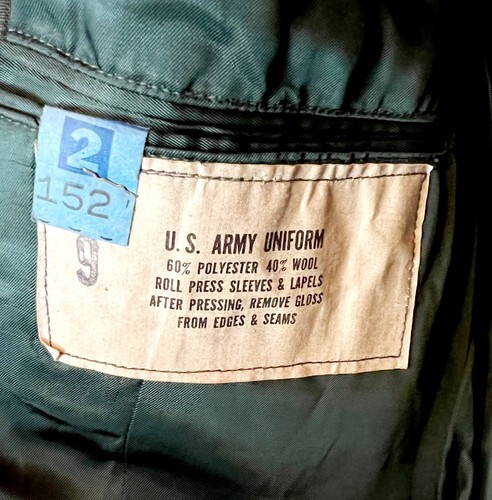 2
152
9
U.S. ARMY UNIFORM
60% POLYESTER 40% WOOL
ROLL PRESS SLEEVES & LAPELS
AFTER PRESSING, REMOVE GLOSS
FROM EDGES & SEAMS